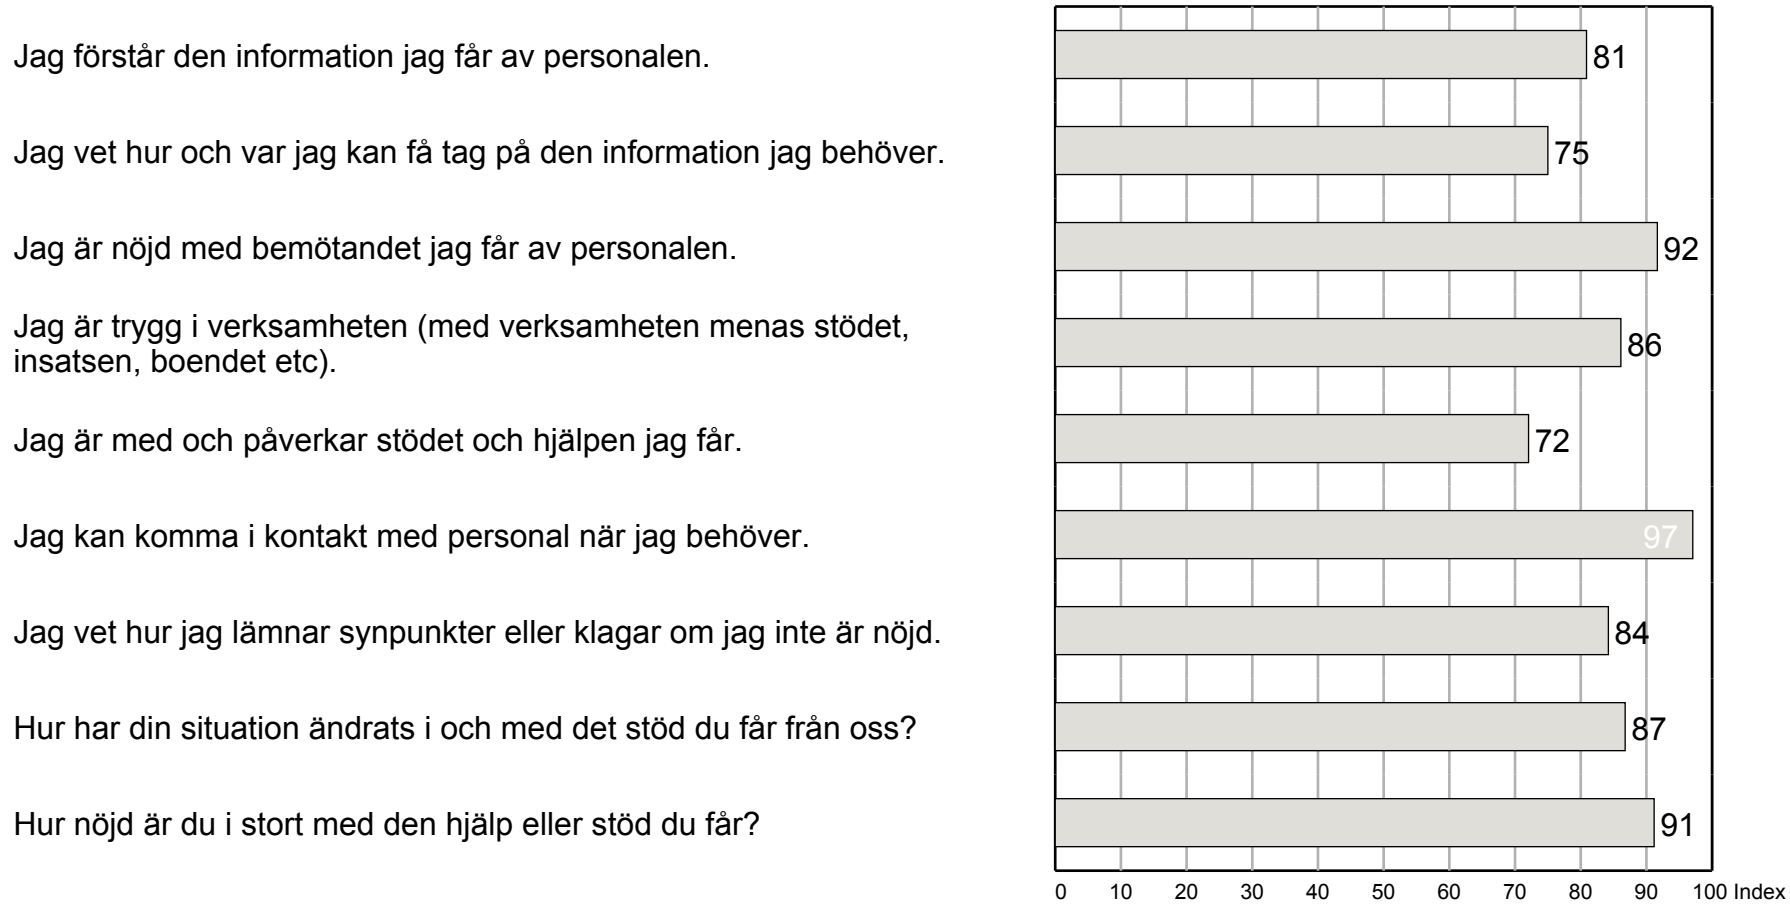 Jag förstår den information jag får av personalen.
81
Jag vet hur och var jag kan få tag på den information jag behöver.
75
Jag är nöjd med bemötandet jag får av personalen.
92
Jag är trygg i verksamheten (med verksamheten menas stödet,
insatsen, boendet etc).
86
Jag är med och påverkar stödet och hjälpen jag får.
72
Jag kan komma i kontakt med personal när jag behöver.
97
Jag vet hur jag lämnar synpunkter eller klagar om jag inte är nöjd.
84
Hur har din situation ändrats i och med det stöd du får från oss?
87
Hur nöjd är du i stort med den hjälp eller stöd du får?
91
0 10 20 30 40 50 60 70 80 90 100 Index